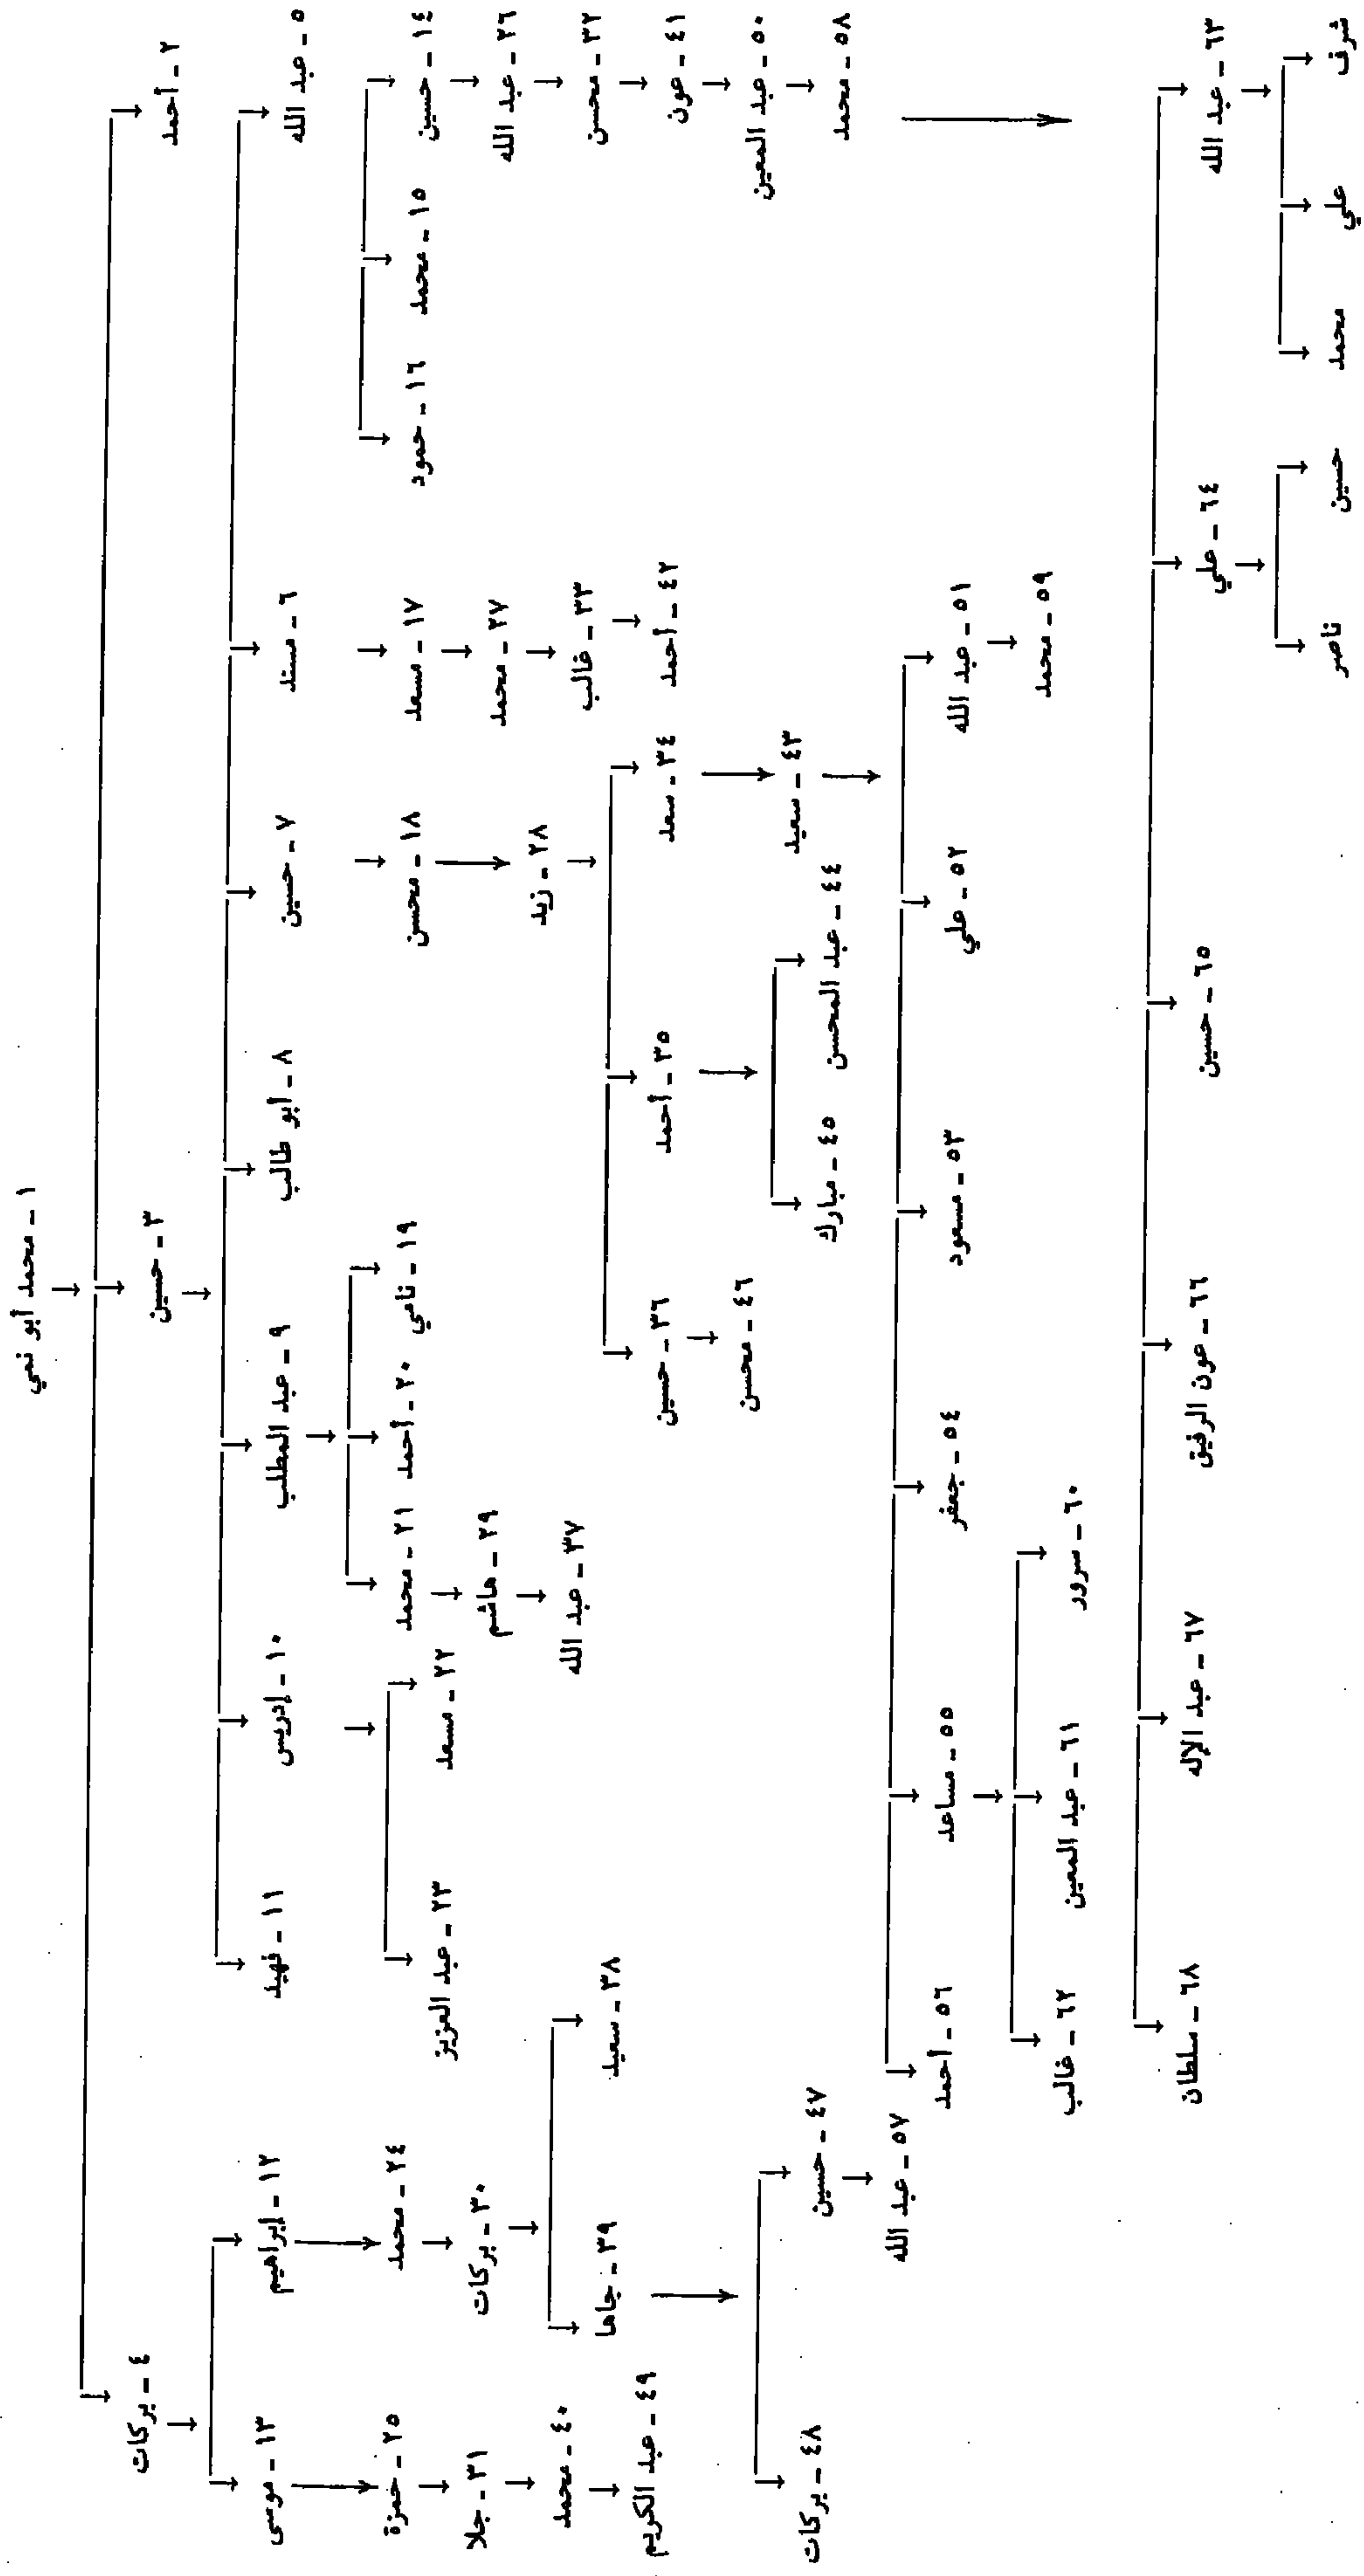 ١ - محمد أبو نمي
٢ - أحمد
٣ - حسين
٤ - بركات
٥ - عبد الله
٦ - مسند
٧ - حسين
٨ - أبو طالب
٩ - عبد المطلب
١٠ - إدريس
١١ - فهيد
١٢ - إبراهيم
١٣ - موسى
١٤ - حسين
١٥ - محمد
١٦ - حمود
١٧ - مسعد
١٨ - محسن
١٩ - نامي
٢٠ - أحمد
٢١ - محمد
٢٢ - مسعد
٢٣ - عبد العزيز
٢٤ - محمد
٢٥ - حمزة
٢٦ - عبد الله
٢٧ - محمد
٢٨ - زيد
٢٩ - هاشم
٣٠ - بركات
٣١ - جلا
٣٢ - محسن
٣٣ - غالب
٣٤ - سعد
٣٥ - أحمد
٣٦ - حسين
٣٧ - عبد الله
٣٨ - سعيد
٣٩ - جاها
٤٠ - محمد
٤١ - عون
٤٢ - أحمد
٤٣ - سعيد
٤٤ - عبد المحسن
٤٥ - مبارك
٤٦ - محسن
٤٧ - حسين
٤٨ - بركات
٤٩ - عبد الكريم
٥٠ - عبد المعين
٥١ - عبد الله
٥٢ - علي
٥٣ - مسعود
٥٤ - جعفر
٥٥ - مساعد
٥٦ - أحمد
٥٧ - عبد الله
٥٨ - محمد
٥٩ - محمد
٦٠ - سرور
٦١ - عبد المعين
٦٢ - غالب
٦٣ - عبد الله
٦٤ - علي
٦٥ - حسين
٦٦ - عون الرفيق
٦٧ - عبد الإله
٦٨ - سلطان
شرف
علي
محمد
حسين
ناصر